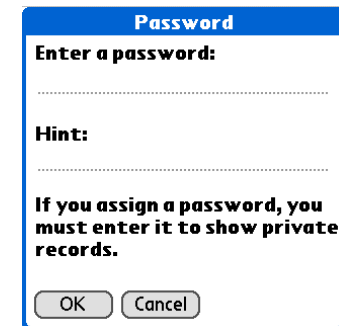 Password
Enter a password:
Hint:
If you assign a password, you
must enter it to show private
records.
OK Cancel